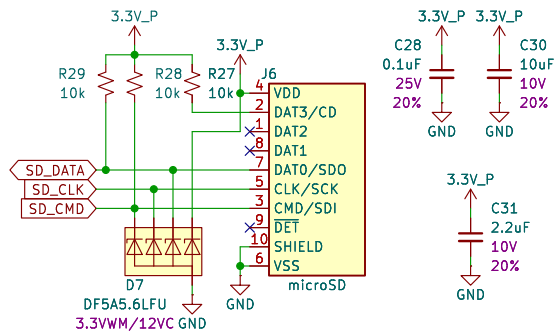 3.3V_P
3.3V_P
3.3V_P
3.3V_P
R29
10k
R28
10k
R27
10k
J6
C28
0.1uF
25V
20%
GND
C30
10uF
10V
20%
GND
4 VDD
2 DAT3/CD
1 DAT2
8 DAT1
7 DAT0/SDO
5 CLK/SCK
3 CMD/SDI
9 DET
10 SHIELD
6 VSS
microSD
SD_DATA
SD_CLK
SD_CMD
D7
DF5A5.6LFU
3.3VWM/12VC
GND
GND
3.3V_P
C31
2.2uF
10V
20%
GND